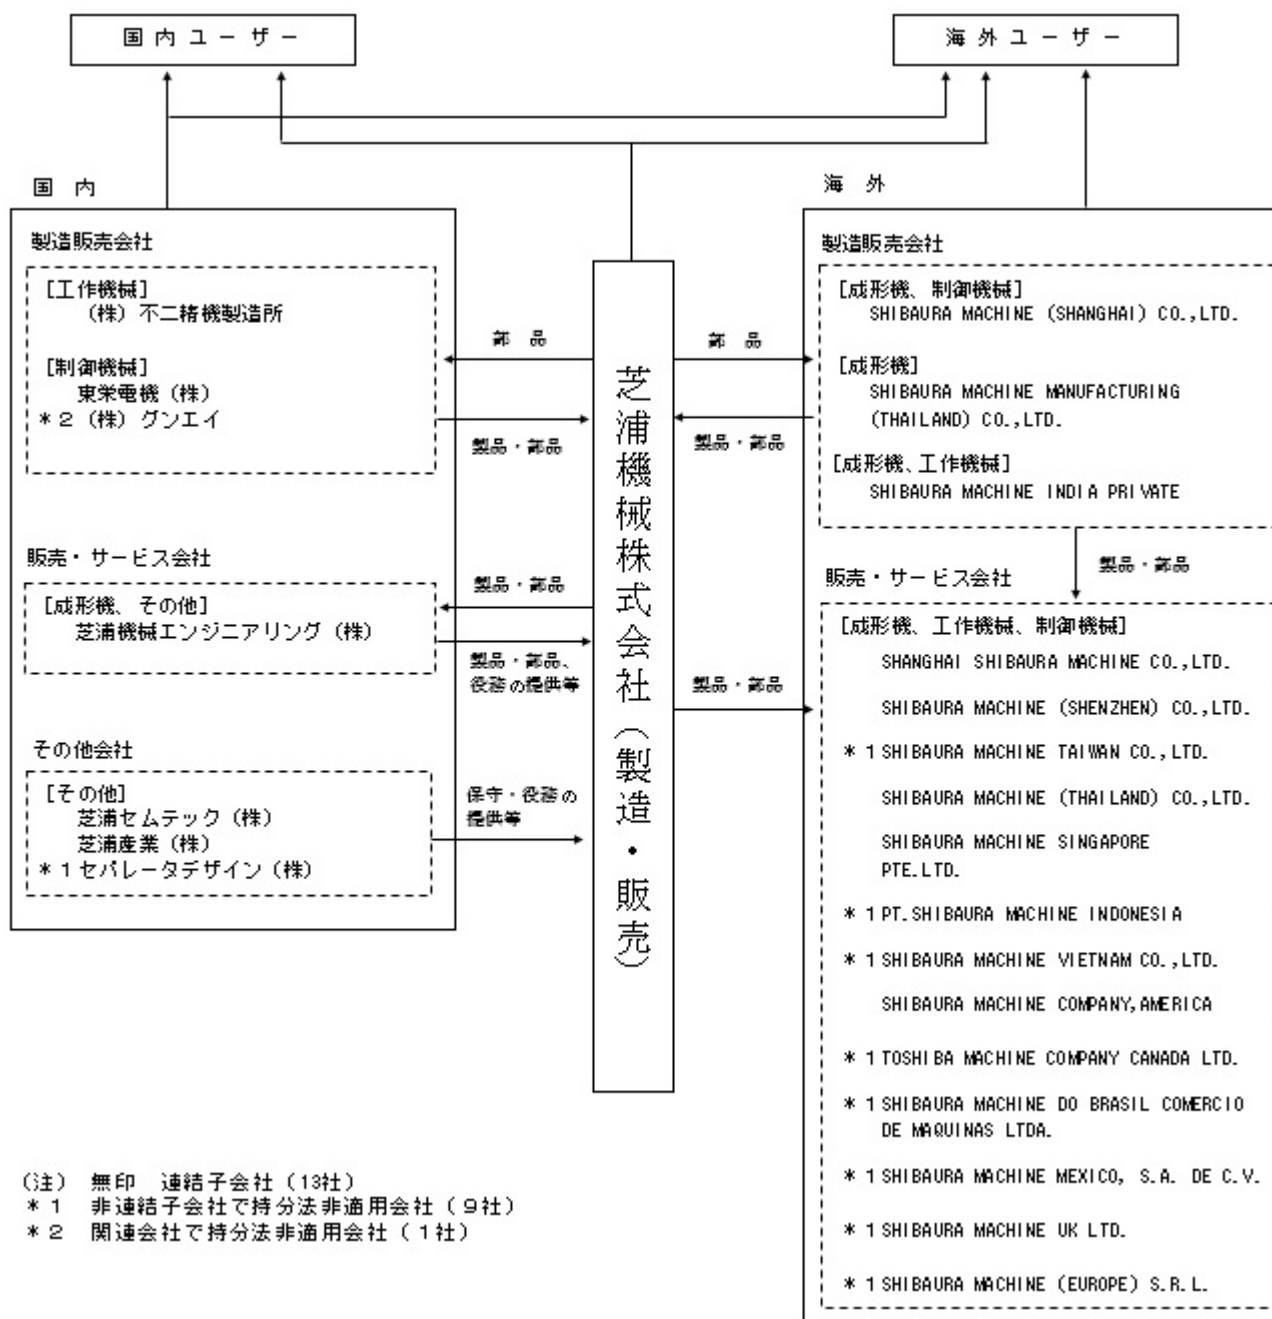 国内ユーザー
海外ユーザー
国内
製造販売会社
[工作機械]
(株)不二精機製造所
[制御機械]
東栄電機(株)
*2(株)グンエイ
販売・サービス会社
[成形機、その他]
芝浦機械エンジニアリング(株)
その他会社
[その他]
芝浦セムテック(株)
芝浦産業(株)
*1セパレータデザイン(株)
部品
製品・部品
製品・部品
製品・部品、
役務の提供等
保守・役務の
提供等
芝浦機械株式会社(製造・販売)
部品
製品・部品
製品・部品
海外
製造販売会社
[成形機、制御機械]
SHIBAURA MACHINE (SHANGHAI) CO.,LTD.
[成形機]
SHIBAURA MACHINE MANUFACTURING
(THAILAND) CO.,LTD.
[成形機、工作機械]
SHIBAURA MACHINE INDIA PRIVATE
製品・部品
販売・サービス会社
[成形機、工作機械、制御機械]
SHANGHAI SHIBAURA MACHINE CO.,LTD.
SHIBAURA MACHINE (SHENZHEN) CO.,LTD.
*1SHIBAURA MACHINE TAIWAN CO.,LTD.
SHIBAURA MACHINE (THAILAND) CO.,LTD.
SHIBAURA MACHINE SINGAPORE
PTE.LTD.
*1PT.SHIBAURA MACHINE INDONESIA
*1SHIBAURA MACHINE VIETNAM CO.,LTD.
SHIBAURA MACHINE COMPANY,AMERICA
*1TOSHIBA MACHINE COMPANY CANADA LTD.
*1SHIBAURA MACHINE DO BRASIL COMERCIO
DE MAQUINAS LTDA.
*1SHIBAURA MACHINE MEXICO, S.A. DE C.V.
*1SHIBAURA MACHINE UK LTD.
*1SHIBAURA MACHINE (EUROPE) S.R.L.
(注) 無印 連結子会社(13社)
*1 非連結子会社で持分法非適用会社(9社)
*2 関連会社で持分法非適用会社(1社)